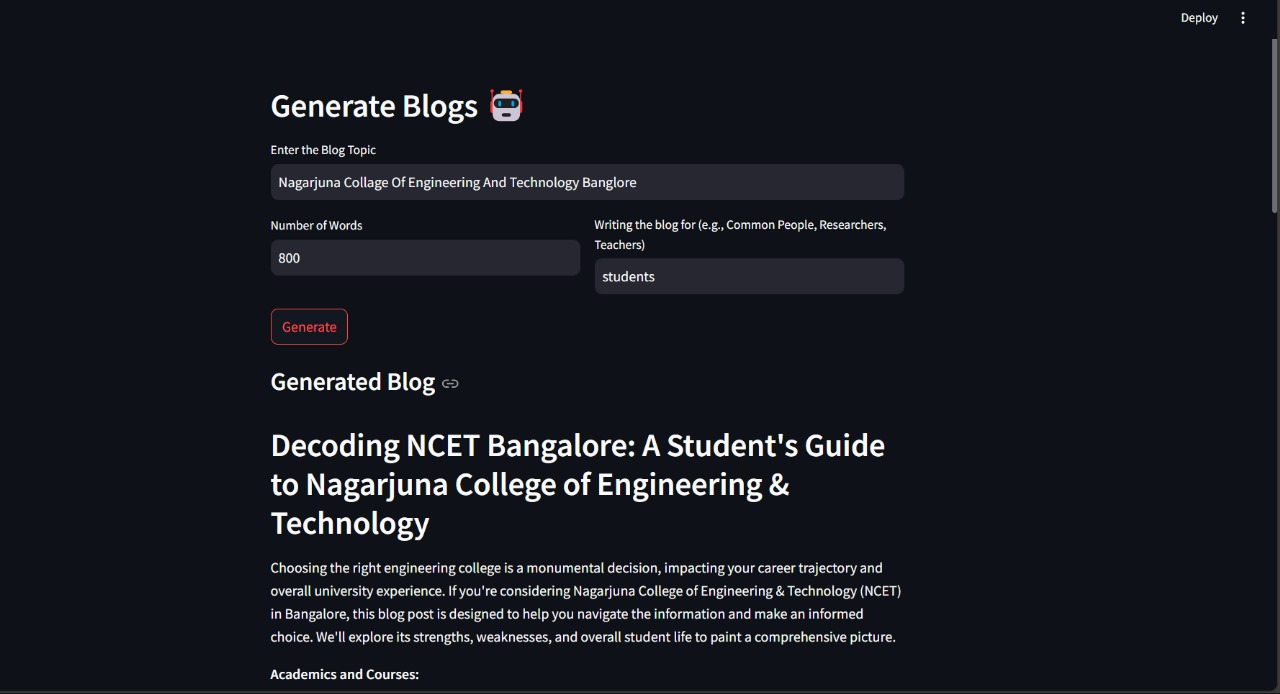 Deploy
Generate Blogs
Enter the Blog Topic
Nagarjuna Collage Of Engineering And Technology Banglore
Number of Words
800
Writing the blog for (e.g., Common People, Researchers,
Teachers)
students
Generate
Generated Blog
Decoding NCET Bangalore: A Student's Guide
to Nagarjuna College of Engineering &
Technology
Choosing the right engineering college is a monumental decision, impacting your career trajectory and
overall university experience. If you're considering Nagarjuna College of Engineering & Technology (NCET)
in Bangalore, this blog post is designed to help you navigate the information and make an informed
choice. We'll explore its strengths, weaknesses, and overall student life to paint a comprehensive picture.
Academics and Courses: